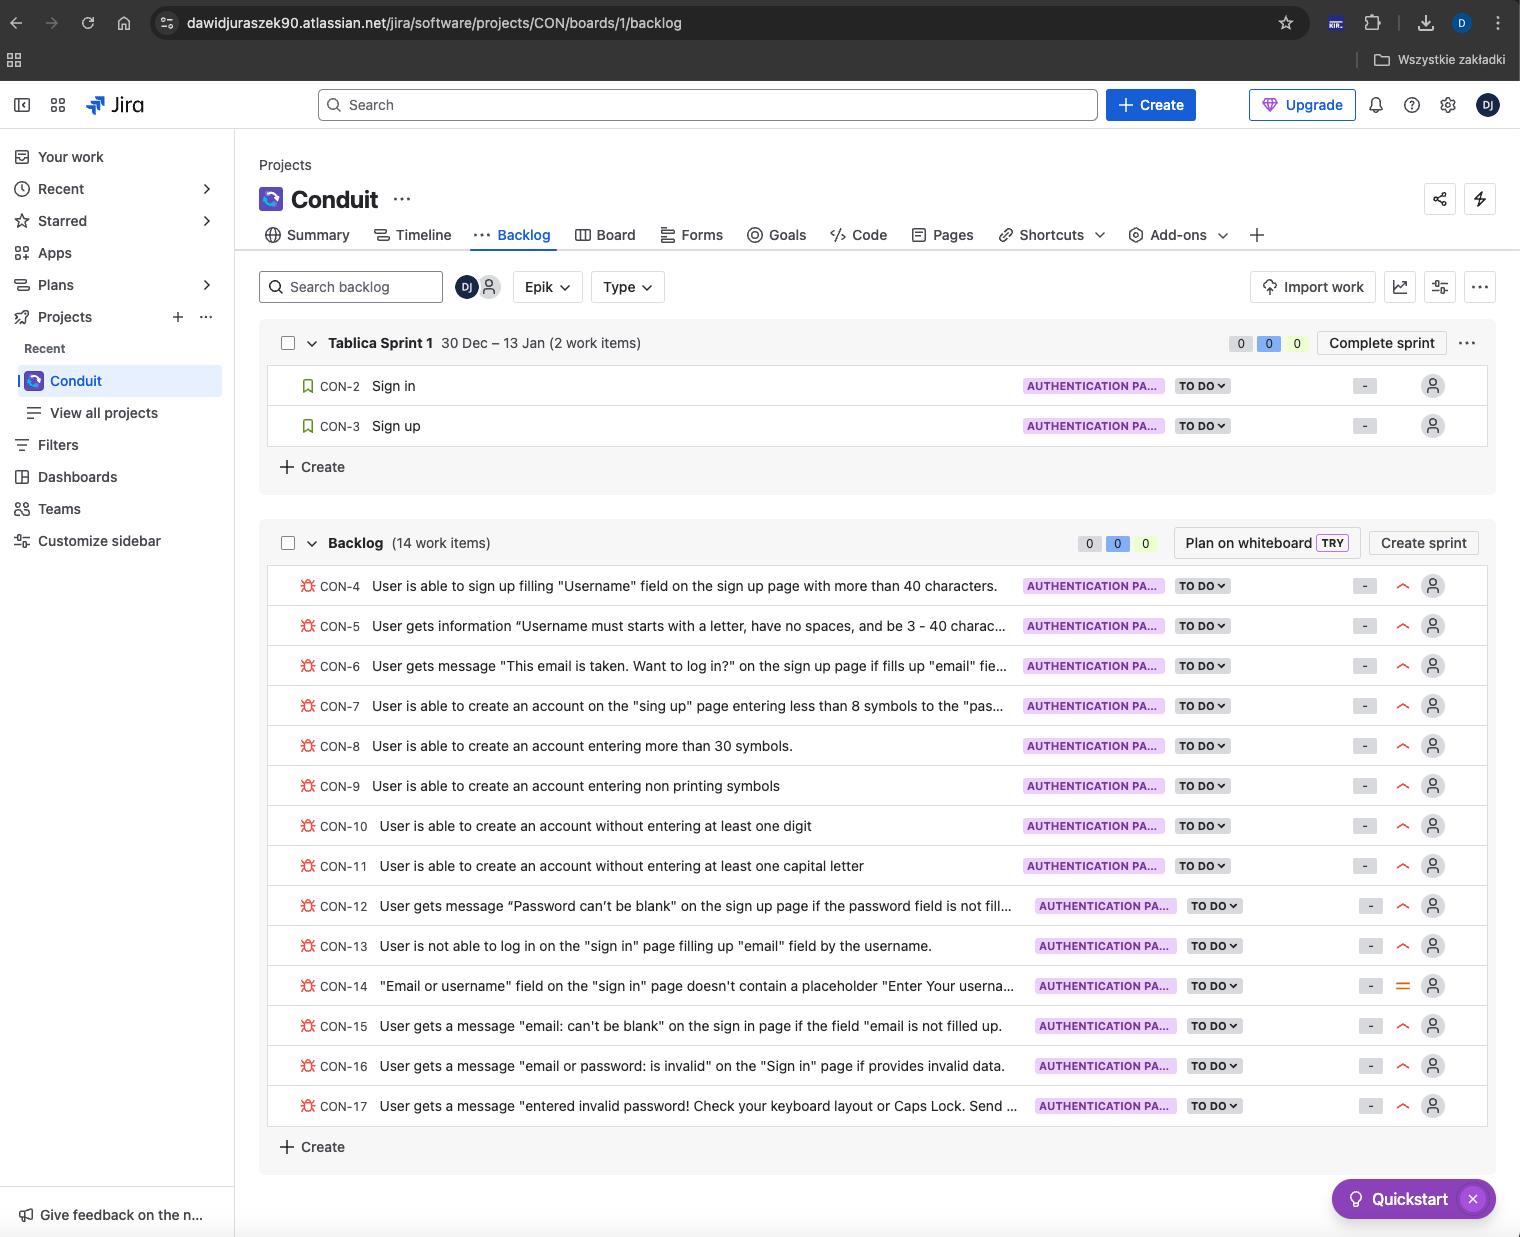 dawidjuraszek90.atlassian.net/jira/software/projects/CON/boards/1/backlog
KIR.
D
Wszystkie zakładki
Jira
Search
Create
Upgrade
DJ
Your work
Recent
Starred
Apps
Plans
Projects
Recent
Conduit
View all projects
Filters
Dashboards
Teams
Customize sidebar
Give feedback on the n...
Projects
Conduit
Summary Timeline Backlog Board Forms Goals Code Pages Shortcuts Add-ons
Search backlog DJ Epik Type Import work
Tablica Sprint 1 30 Dec – 13 Jan (2 work items) 0 0 0 Complete sprint
CON-2 Sign in AUTHENTICATION PA... TO DO -
CON-3 Sign up AUTHENTICATION PA... TO DO -
Create
Backlog (14 work items) 0 0 0 Plan on whiteboard TRY Create sprint
CON-4 User is able to sign up filling "Username" field on the sign up page with more than 40 characters. AUTHENTICATION PA... TO DO -
CON-5 User gets information “Username must starts with a letter, have no spaces, and be 3 - 40 charac... AUTHENTICATION PA... TO DO -
CON-6 User gets message "This email is taken. Want to log in?" on the sign up page if fills up "email" fie... AUTHENTICATION PA... TO DO -
CON-7 User is able to create an account on the "sing up" page entering less than 8 symbols to the "pas... AUTHENTICATION PA... TO DO -
CON-8 User is able to create an account entering more than 30 symbols. AUTHENTICATION PA... TO DO -
CON-9 User is able to create an account entering non printing symbols AUTHENTICATION PA... TO DO -
CON-10 User is able to create an account without entering at least one digit AUTHENTICATION PA... TO DO -
CON-11 User is able to create an account without entering at least one capital letter AUTHENTICATION PA... TO DO -
CON-12 User gets message “Password can’t be blank" on the sign up page if the password field is not fill... AUTHENTICATION PA... TO DO -
CON-13 User is not able to log in on the "sign in" page filling up "email" field by the username. AUTHENTICATION PA... TO DO -
CON-14 "Email or username" field on the "sign in" page doesn't contain a placeholder "Enter Your userna... AUTHENTICATION PA... TO DO -
CON-15 User gets a message "email: can't be blank" on the sign in page if the field "email is not filled up. AUTHENTICATION PA... TO DO -
CON-16 User gets a message "email or password: is invalid" on the "Sign in" page if provides invalid data. AUTHENTICATION PA... TO DO -
CON-17 User gets a message "entered invalid password! Check your keyboard layout or Caps Lock. Send ... AUTHENTICATION PA... TO DO -
Create
Quickstart